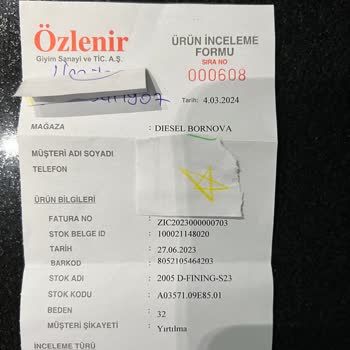 Özlenir
Giyim Sanayi ve TİC. A.Ş.
ÜRÜN İNCELEME
FORMU
SIRA NO
000608
Tarih: 4.03.2024
MAĞAZA : DIESEL BORNOVA
MÜŞTERİ ADI SOYADI
TELEFON
ÜRÜN BİLGİLERİ
FATURA NO ZIC2023000000703
STOK BELGE ID : 100021148020
TARİH : 27.06.2023
BARKOD : 8052105464203
STOK ADI : 2005 D-FINING-S23
STOK KODU : A03571.09E85.01
BEDEN : 32
MÜŞTERİ ŞİKAYETİ : Yırtılma
İNCELEME TÜRÜ